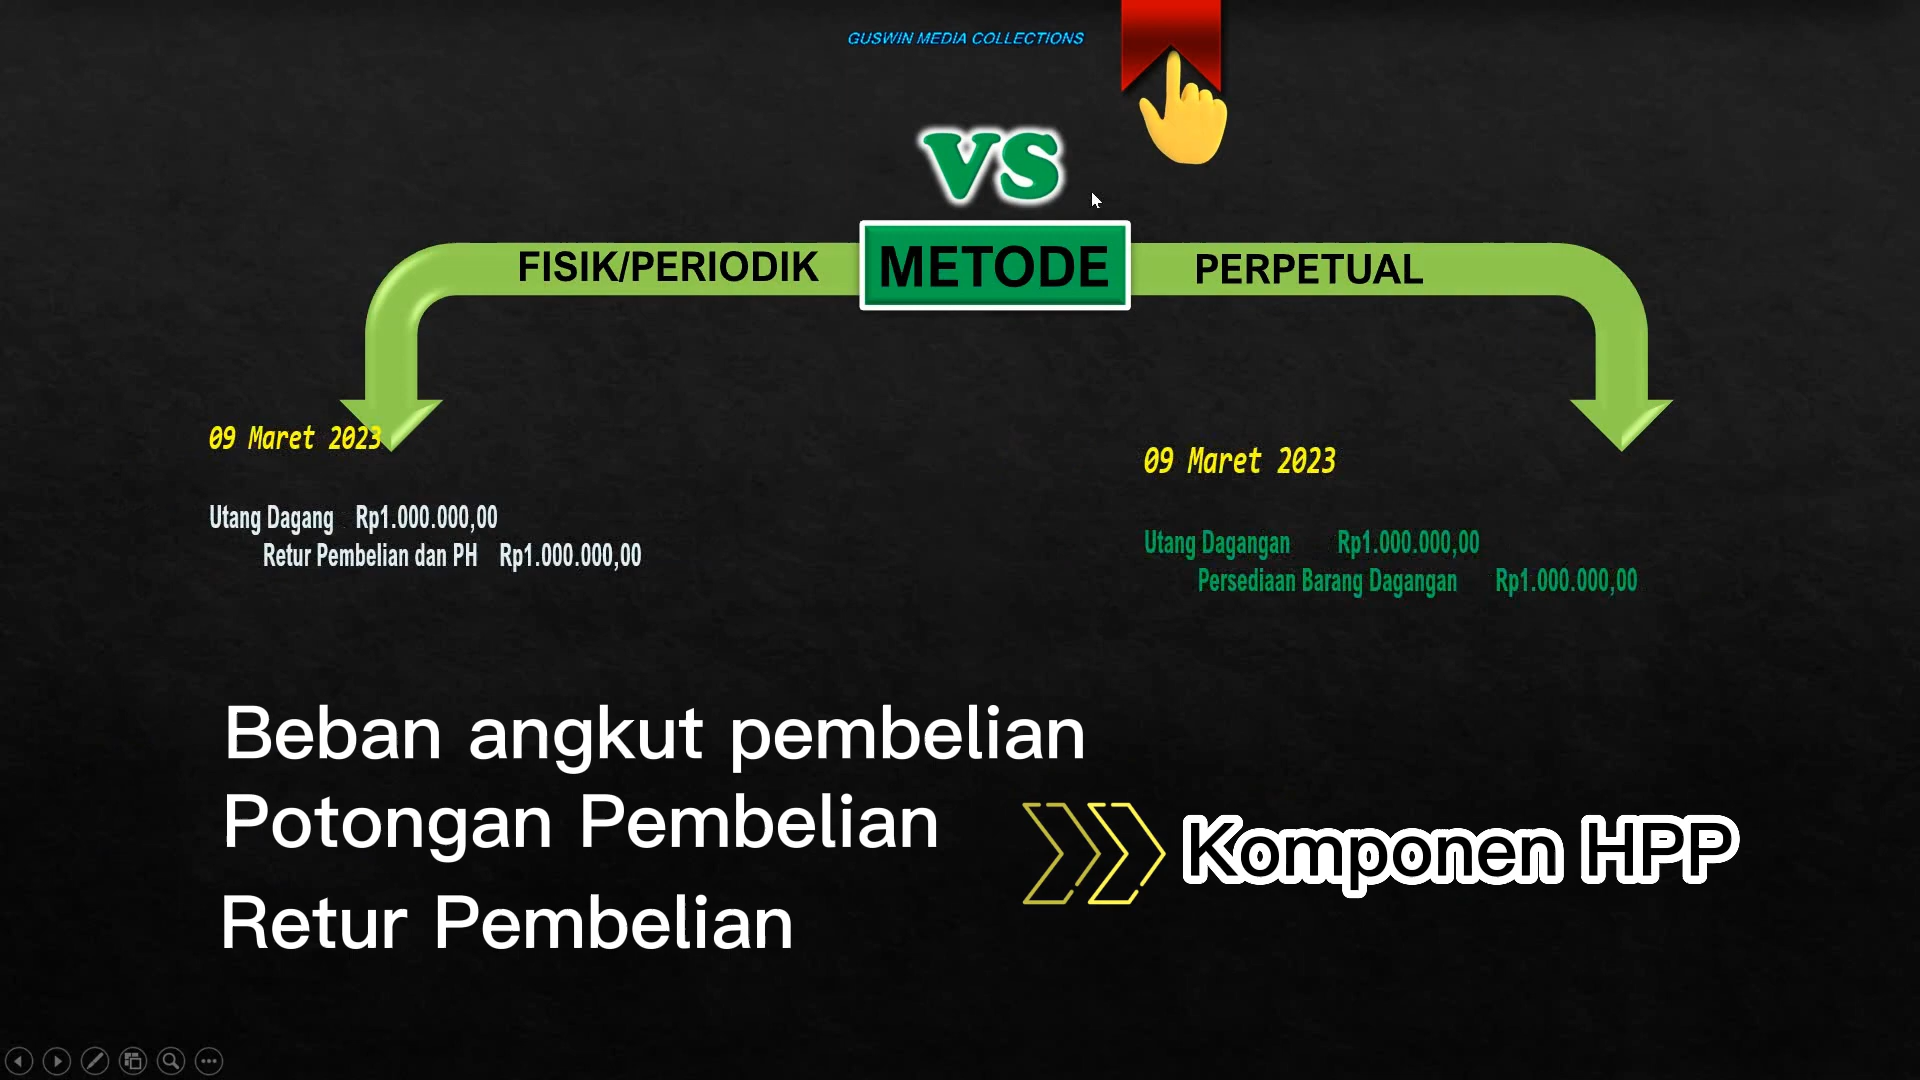 GUSWIN MEDIA COLLECTIONS
VS
FISIK/PERIODIK METODE PERPETUAL
09 Maret 2023
Utang Dagang Rp1.000.000,00
Retur Pembelian dan PH Rp1.000.000,00
09 Maret 2023
Utang Dagangan Rp1.000.000,00
Persediaan Barang Dagangan Rp1.000.000,00
Beban angkut pembelian
Potongan Pembelian
Retur Pembelian
Komponen HPP